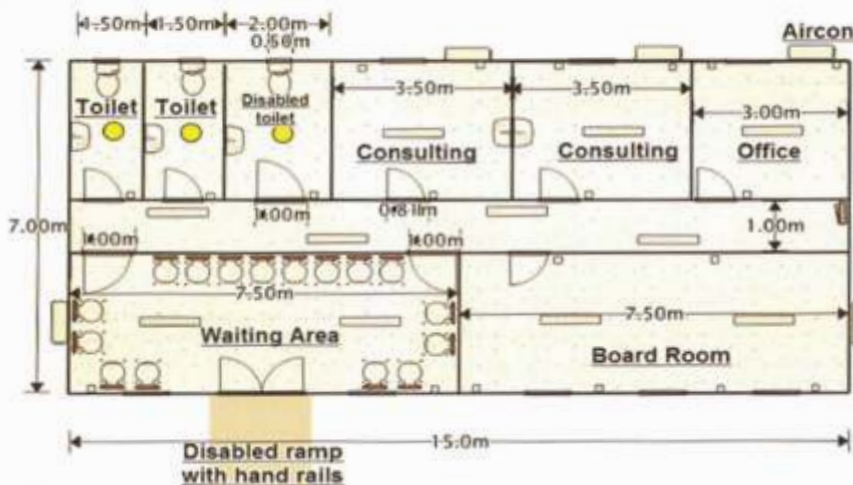 1.50m 1.50m 2.00m
0.50m
Aircon
3.50m 3.50m
3.00m
Toilet Toilet Disabled
toilet
Consulting Consulting Office
7.00m
1.00m
1.00m
1.00m 1.00m
7.50m
7.50m
Waiting Area
Board Room
15.0m
Disabled ramp
with hand rails